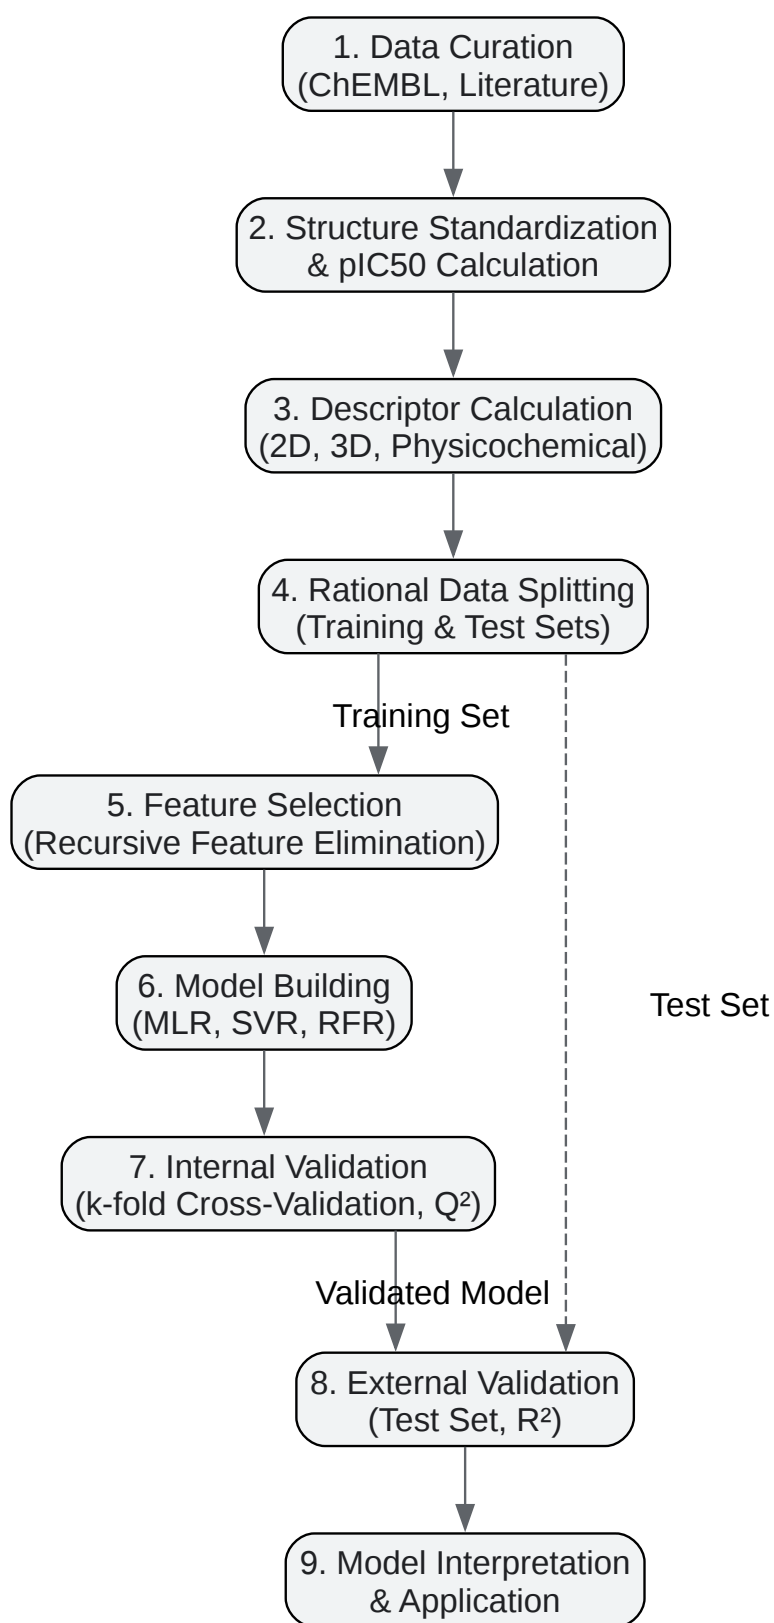 1. Data Curation
(ChEMBL, Literature)
2. Structure Standardization
& pIC50 Calculation
3. Descriptor Calculation
(2D, 3D, Physicochemical)
4. Rational Data Splitting
(Training & Test Sets)
Training Set
5. Feature Selection
(Recursive Feature Elimination)
6. Model Building
(MLR, SVR, RFR)
Test Set
7. Internal Validation
(k-fold Cross-Validation, Q²)
Validated Model
8. External Validation
(Test Set, R²)
9. Model Interpretation
& Application